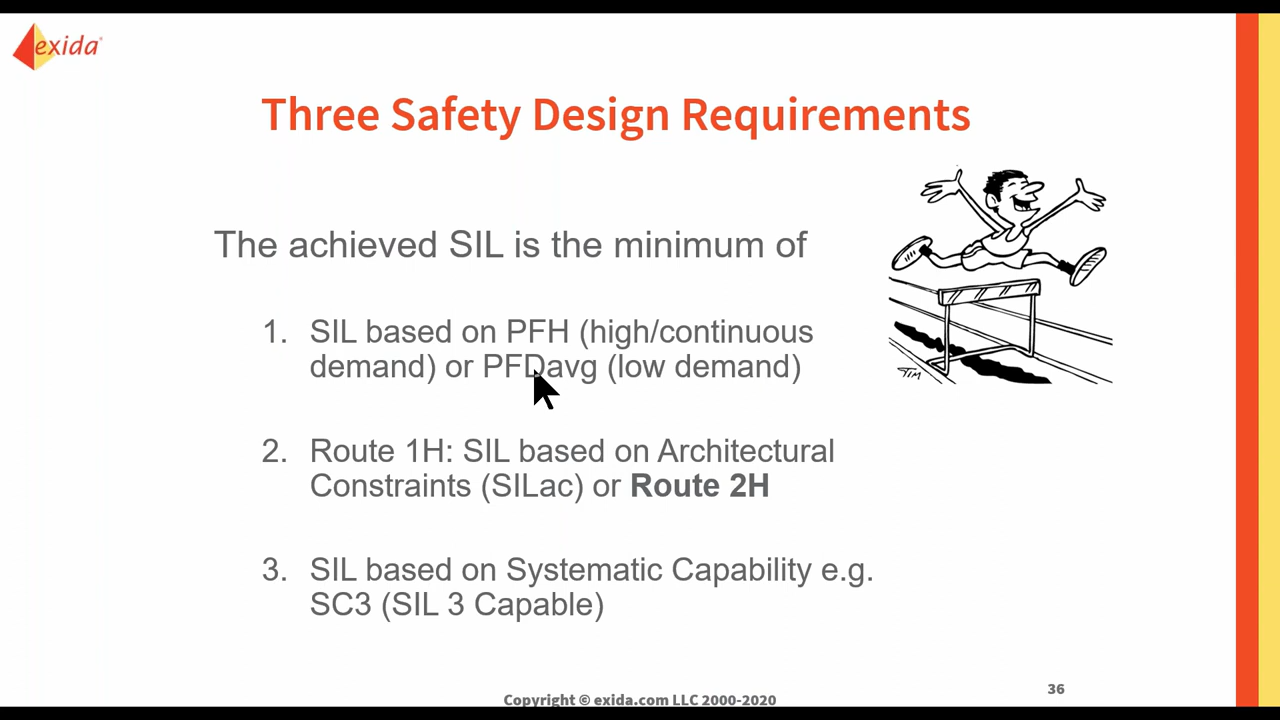 exida
Three Safety Design Requirements
The achieved SIL is the minimum of
1. SIL based on PFH (high/continuous
demand) or PFDavg (low demand)
2. Route 1H: SIL based on Architectural
Constraints (SILac) or Route 2H
3. SIL based on Systematic Capability e.g.
SC3 (SIL 3 Capable)
TIM
36
Copyright © exida.com LLC 2000-2020